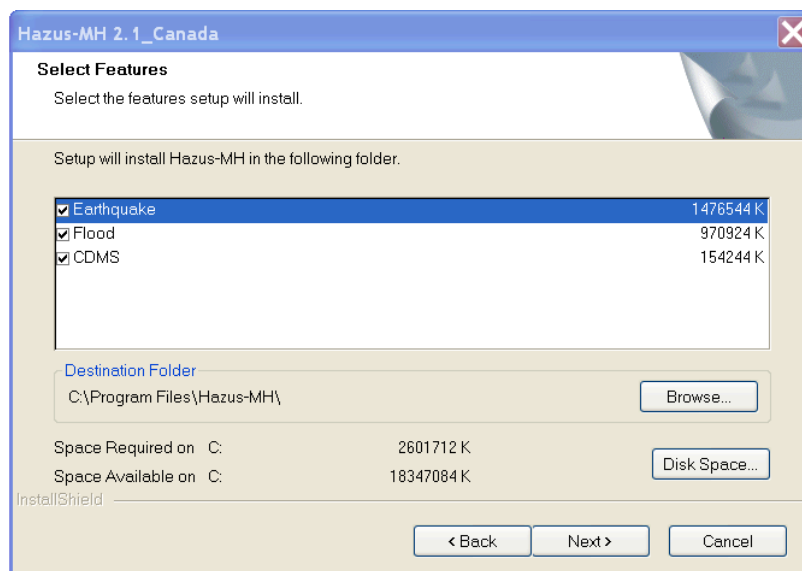 Hazus-MH 2.1_Canada
Select Features
Select the features setup will install.
Setup will install Hazus-MH in the following folder.
Earthquake 1476544 K
Flood 970924 K
CDMS 154244 K
Destination Folder
C:\Program Files\Hazus-MH\
Browse...
Space Required on C: 2601712 K
Space Available on C: 18347084 K
Disk Space...
InstallShield
< Back
Next >
Cancel